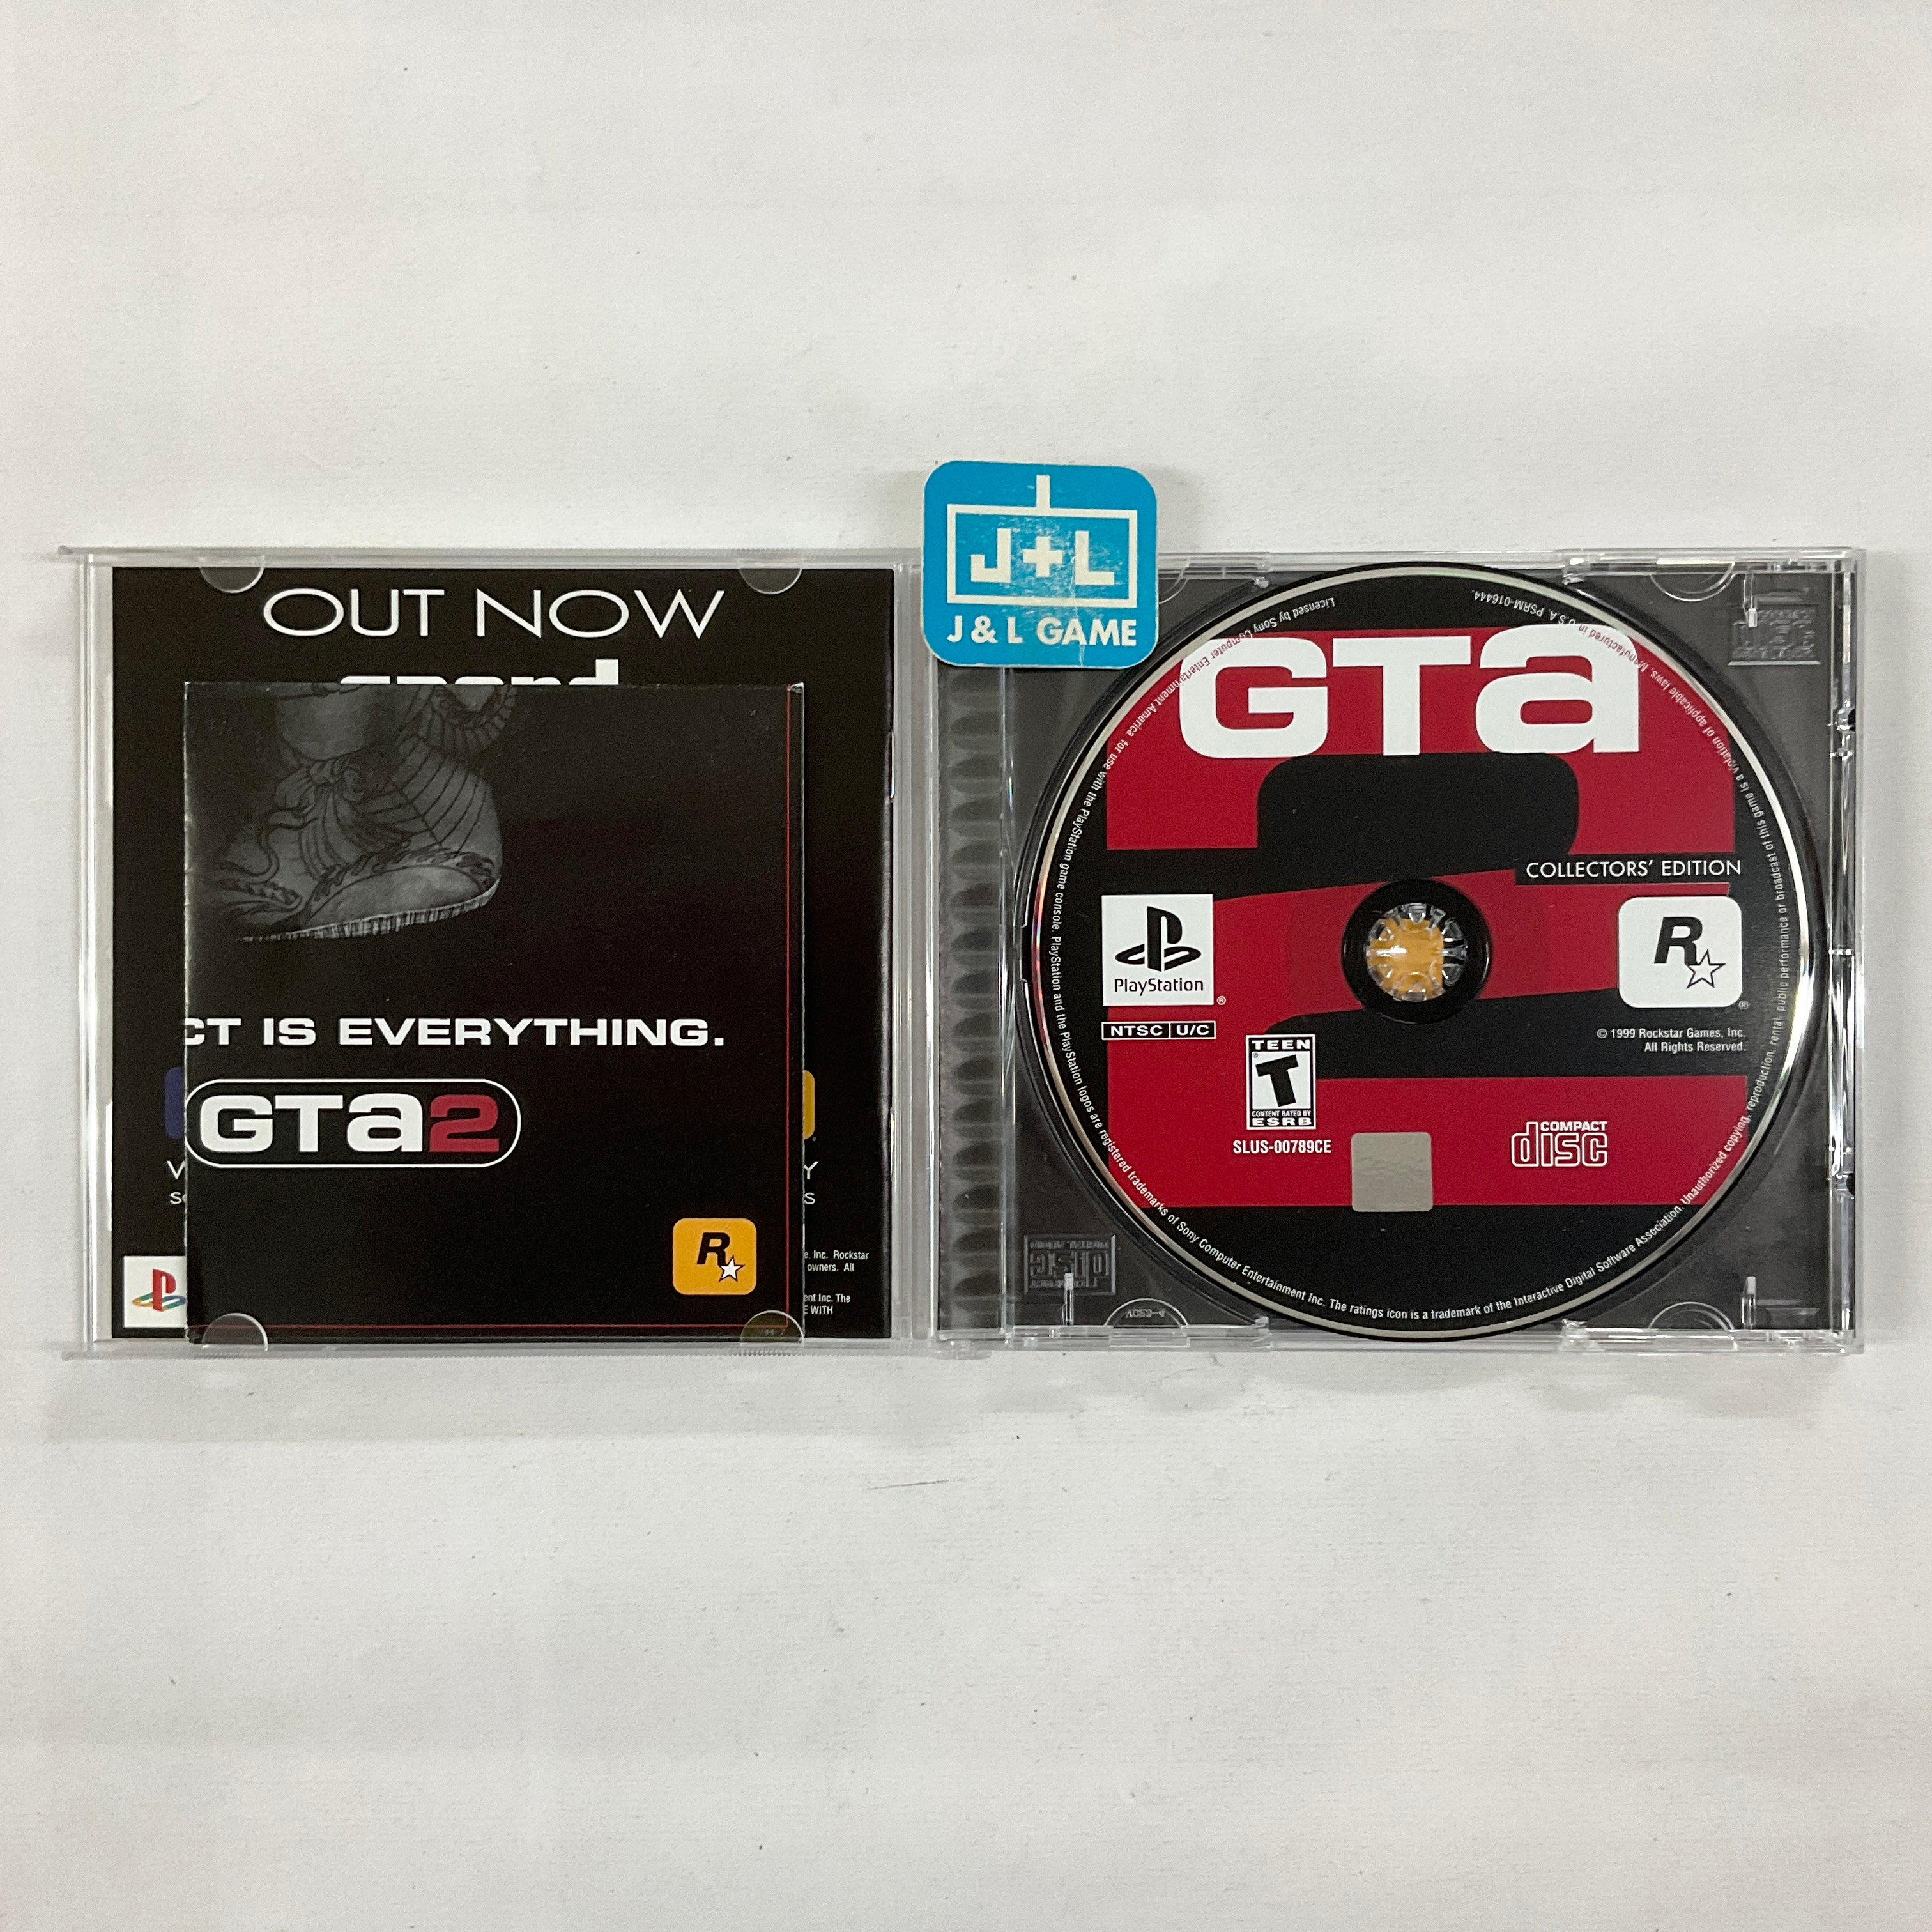 OUT NOW
CT IS EVERYTHING.
GTa2
R
Y
S
e. Inc. Rockstar
owners. All
ent Inc. The
E WITH
J+L
J & L GAME
GTa
2
COLLECTORS' EDITION
PlayStation
®
R
®
NTSC U/C
© 1999 Rockstar Games, Inc.
All Rights Reserved.
TEEN
T
CONTENT RATED BY
ESRB
SLUS-00789CE
COMPACT
disc
Licensed by Sony Computer Entertainment America for use with the PlayStation game console. PlayStation and the PlayStation logos are registered trademarks of Sony Computer Entertainment Inc. The ratings icon is a trademark of the Interactive Digital Software Association. Unauthorized copying, reproduction, rental, public performance or broadcast of this game is a violation of applicable laws. Manufactured in U.S.A. PSRM-016444.